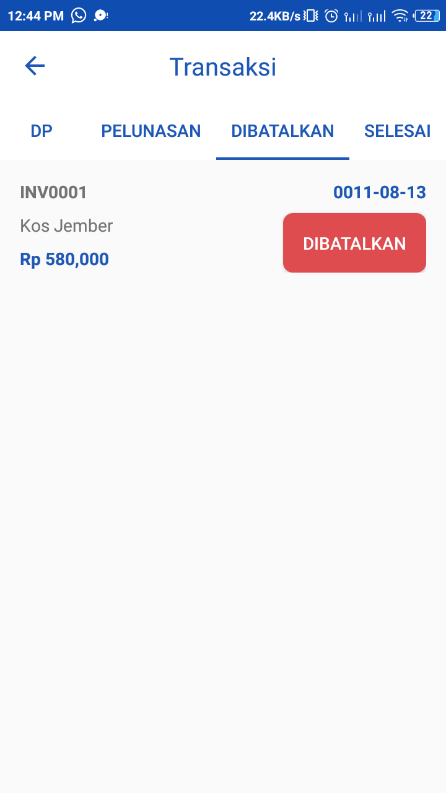 12:44 PM 22.4KB/s 22
Transaksi
DP PELUNASAN DIBATALKAN SELESAI
INV0001 0011-08-13
Kos Jember
DIBATALKAN
Rp 580,000